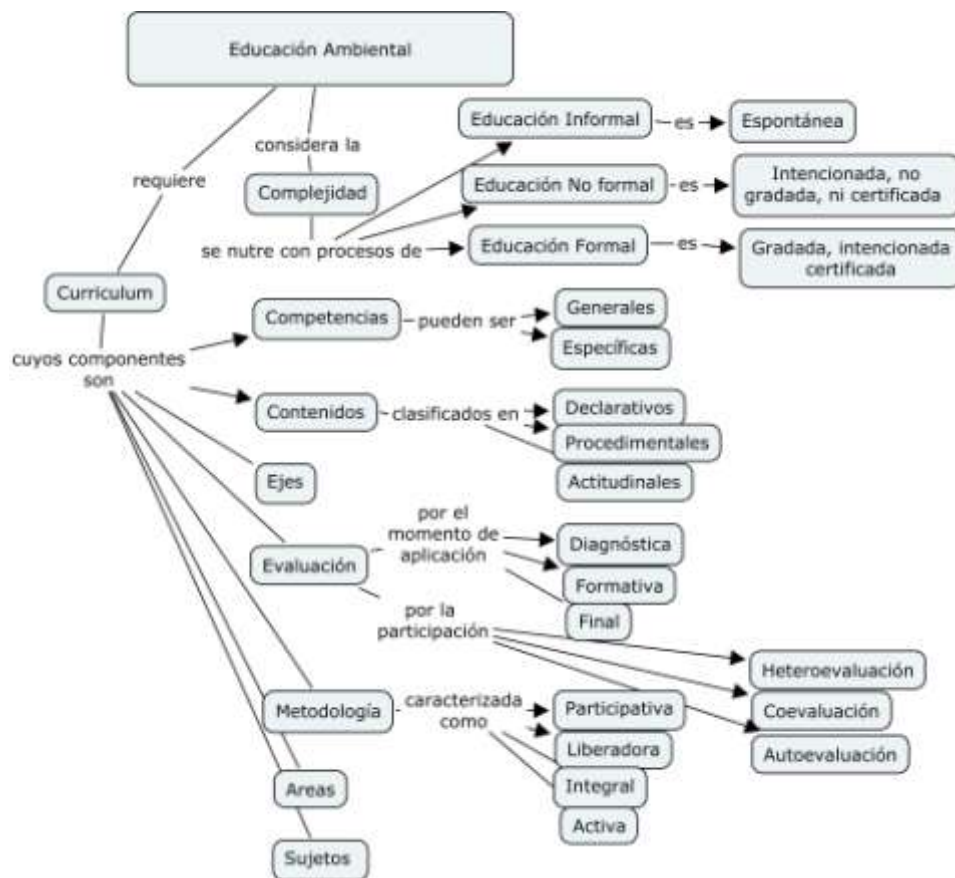 Educación Ambiental
Educación Informal
es
Espontánea
considera la
requiere
Complejidad
Educación No formal
es
Intencionada, no
gradada, ni certificada
se nutre con procesos de
Educación Formal
es
Gradada, intencionada
certificada
Curriculum
cuyos componentes
son
Competencias
pueden ser
Generales
Específicas
Contenidos
clasificados en
Declarativos
Procedimentales
Actitudinales
Ejes
Evaluación
por el
momento de
aplicación
Diagnóstica
Formativa
Final
por la
participación
Heteroevaluación
Coevaluación
Autoevaluación
Metodología
caracterizada
como
Participativa
Liberadora
Integral
Activa
Areas
Sujetos